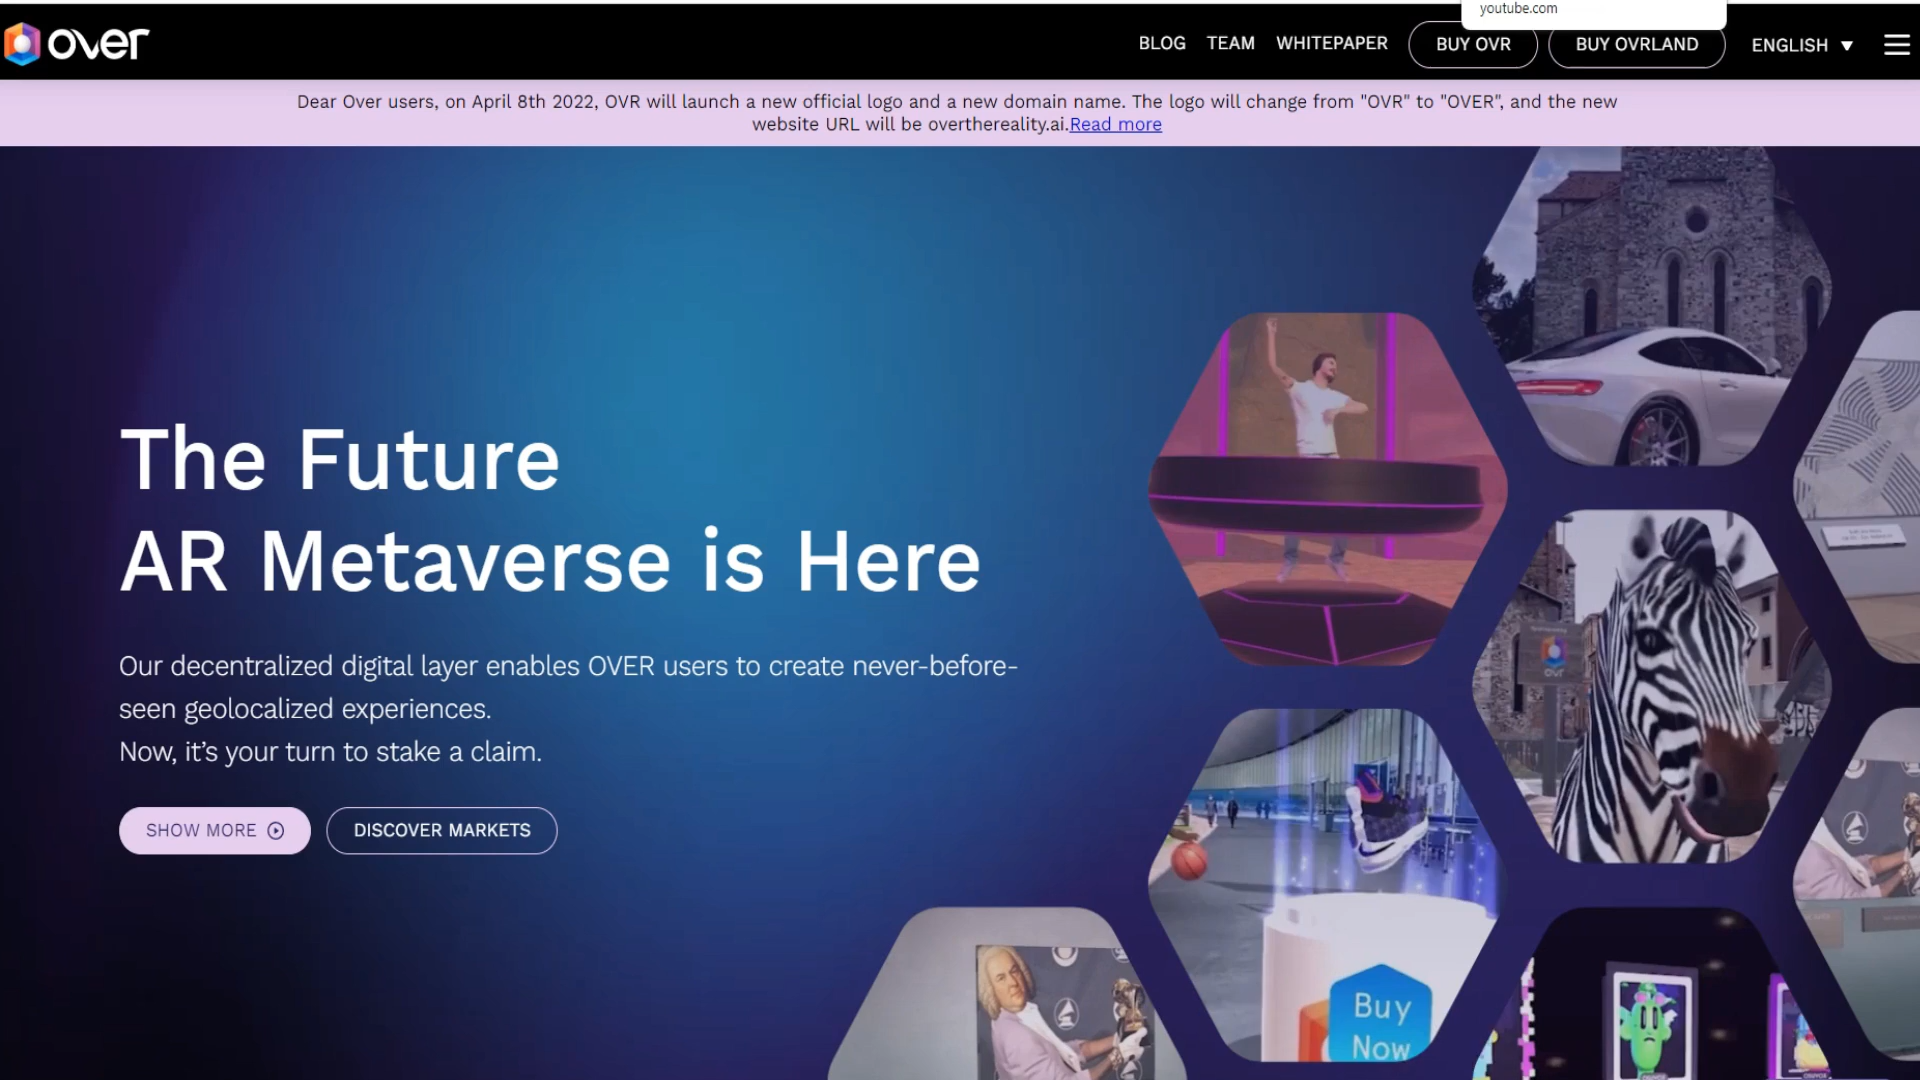 youtube.com
over
BLOG TEAM WHITEPAPER BUY OVR BUY OVRLAND ENGLISH
Dear Over users, on April 8th 2022, OVR will launch a new official logo and a new domain name. The logo will change from "OVR" to "OVER", and the new
website URL will be overthereality.ai.Read more
The Future
AR Metaverse is Here
Our decentralized digital layer enables OVER users to create never-before-
seen geolocalized experiences.
Now, it’s your turn to stake a claim.
SHOW MORE DISCOVER MARKETS
ovr
Buy
Now